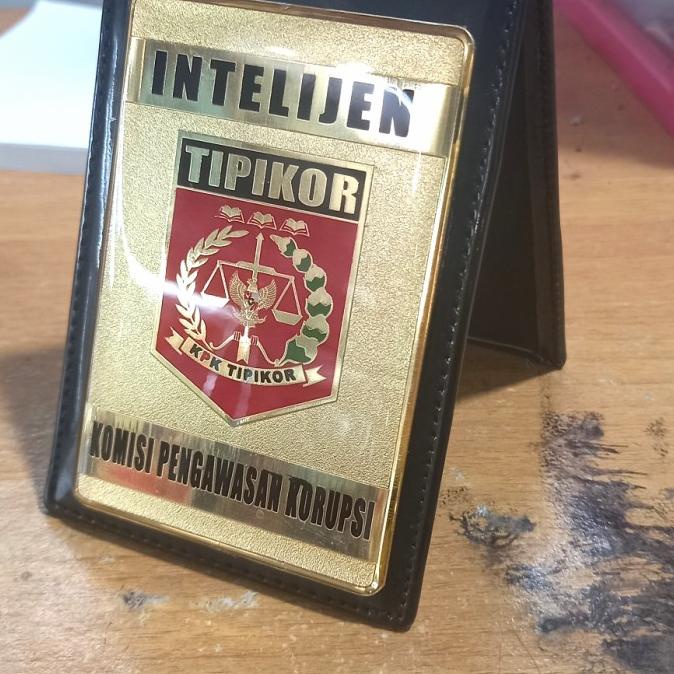 INTELIJEN
TIPIKOR
KPK TIPIKOR
KOMISI PENGAWASAN KORUPSI